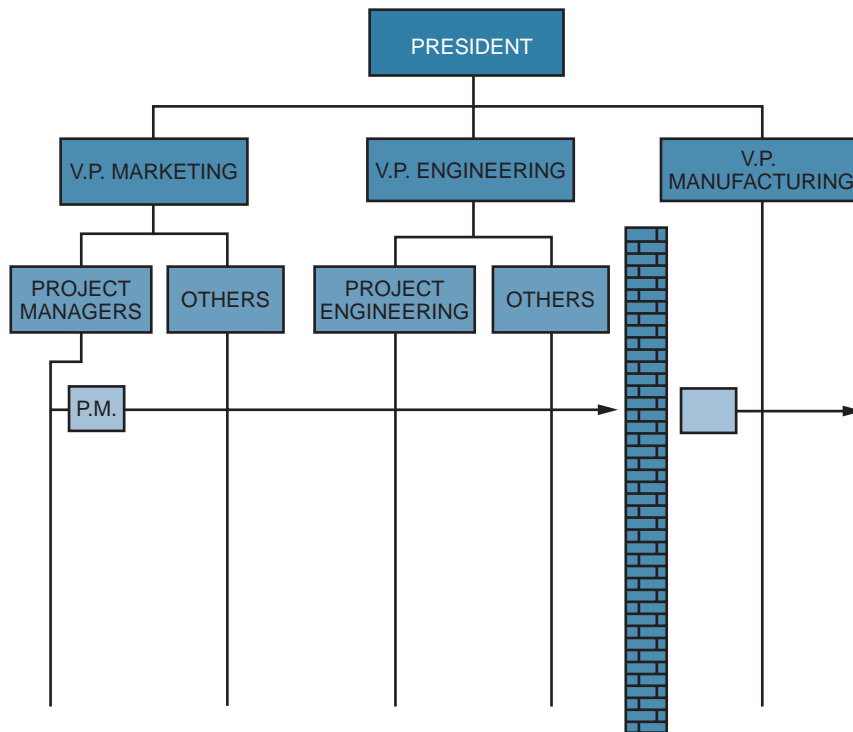 PRESIDENT
V.P. MARKETING
V.P. ENGINEERING
V.P.
MANUFACTURING
PROJECT
MANAGERS
OTHERS
PROJECT
ENGINEERING
OTHERS
P.M.